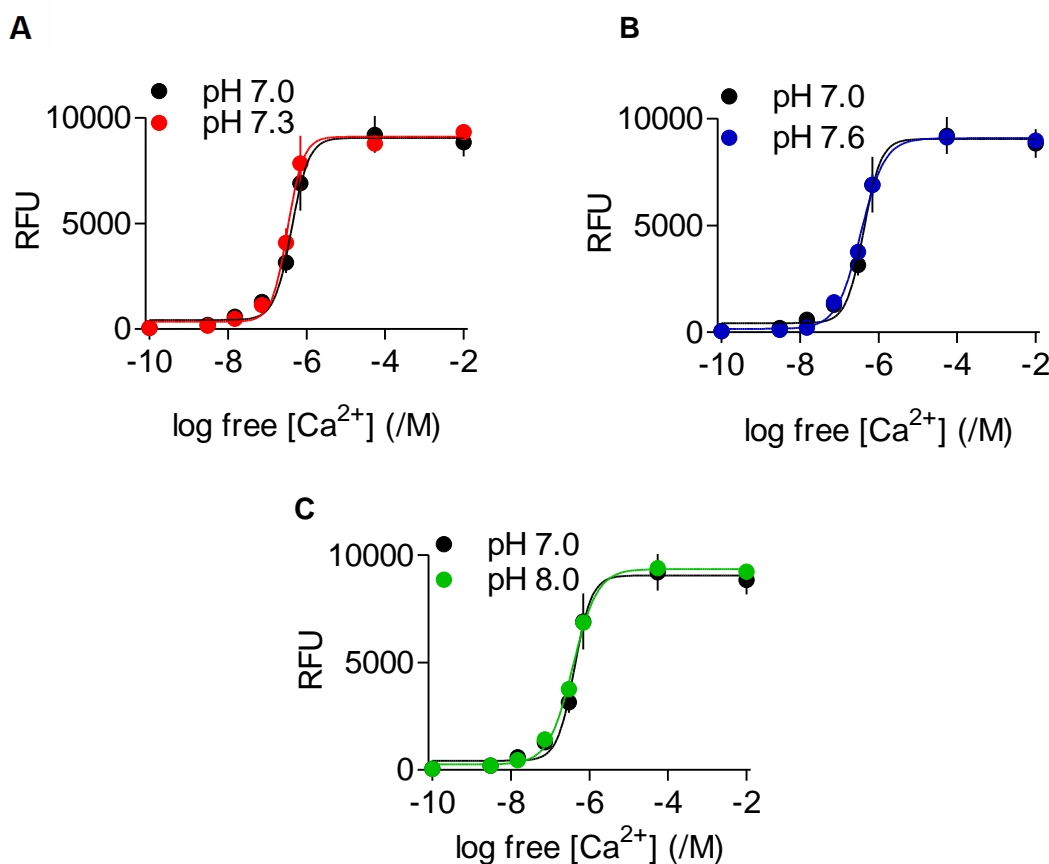 A
pH 7.0
pH 7.3
10000
5000
0
RFU
-10 -8 -6 -4 -2
log free [Ca²⁺] (/M)
B
pH 7.0
pH 7.6
10000
5000
0
RFU
-10 -8 -6 -4 -2
log free [Ca²⁺] (/M)
C
pH 7.0
pH 8.0
10000
5000
0
RFU
-10 -8 -6 -4 -2
log free [Ca²⁺] (/M)